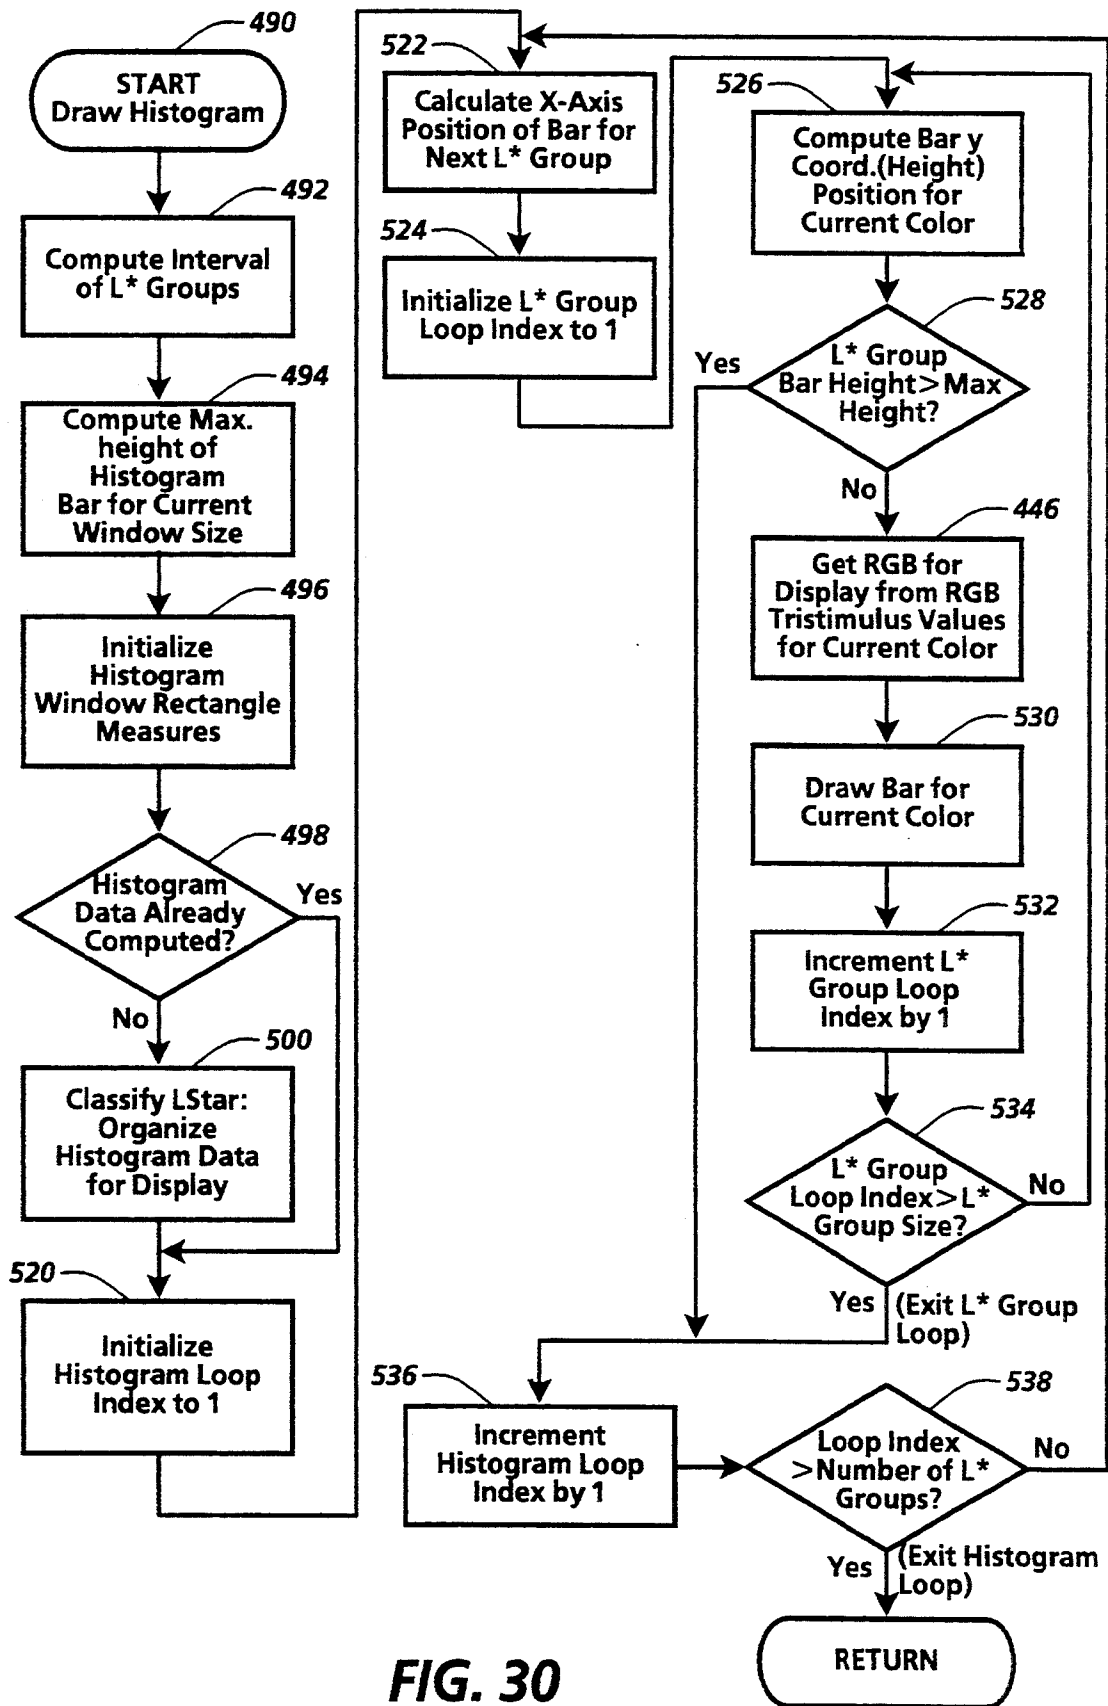 490
START
Draw Histogram
492
Compute Interval
of L* Groups
494
Compute Max.
height of
Histogram
Bar for Current
Window Size
496
Initialize
Histogram
Window Rectangle
Measures
498
Histogram
Data Already
Computed?
Yes
No
500
Classify LStar:
Organize
Histogram Data
for Display
520
Initialize
Histogram Loop
Index to 1
522
Calculate X-Axis
Position of Bar for
Next L* Group
524
Initialize L* Group
Loop Index to 1
526
Compute Bar y
Coord.(Height)
Position for
Current Color
528
L* Group
Bar Height>Max
Height?
Yes
No
446
Get RGB for
Display from RGB
Tristimulus Values
for Current Color
530
Draw Bar for
Current Color
532
Increment L*
Group Loop
Index by 1
534
L* Group
Loop Index>L*
Group Size?
No
Yes
(Exit L* Group
Loop)
536
Increment
Histogram Loop
Index by 1
538
Loop Index
>Number of L*
Groups?
No
Yes
(Exit Histogram
Loop)
RETURN
FIG. 30